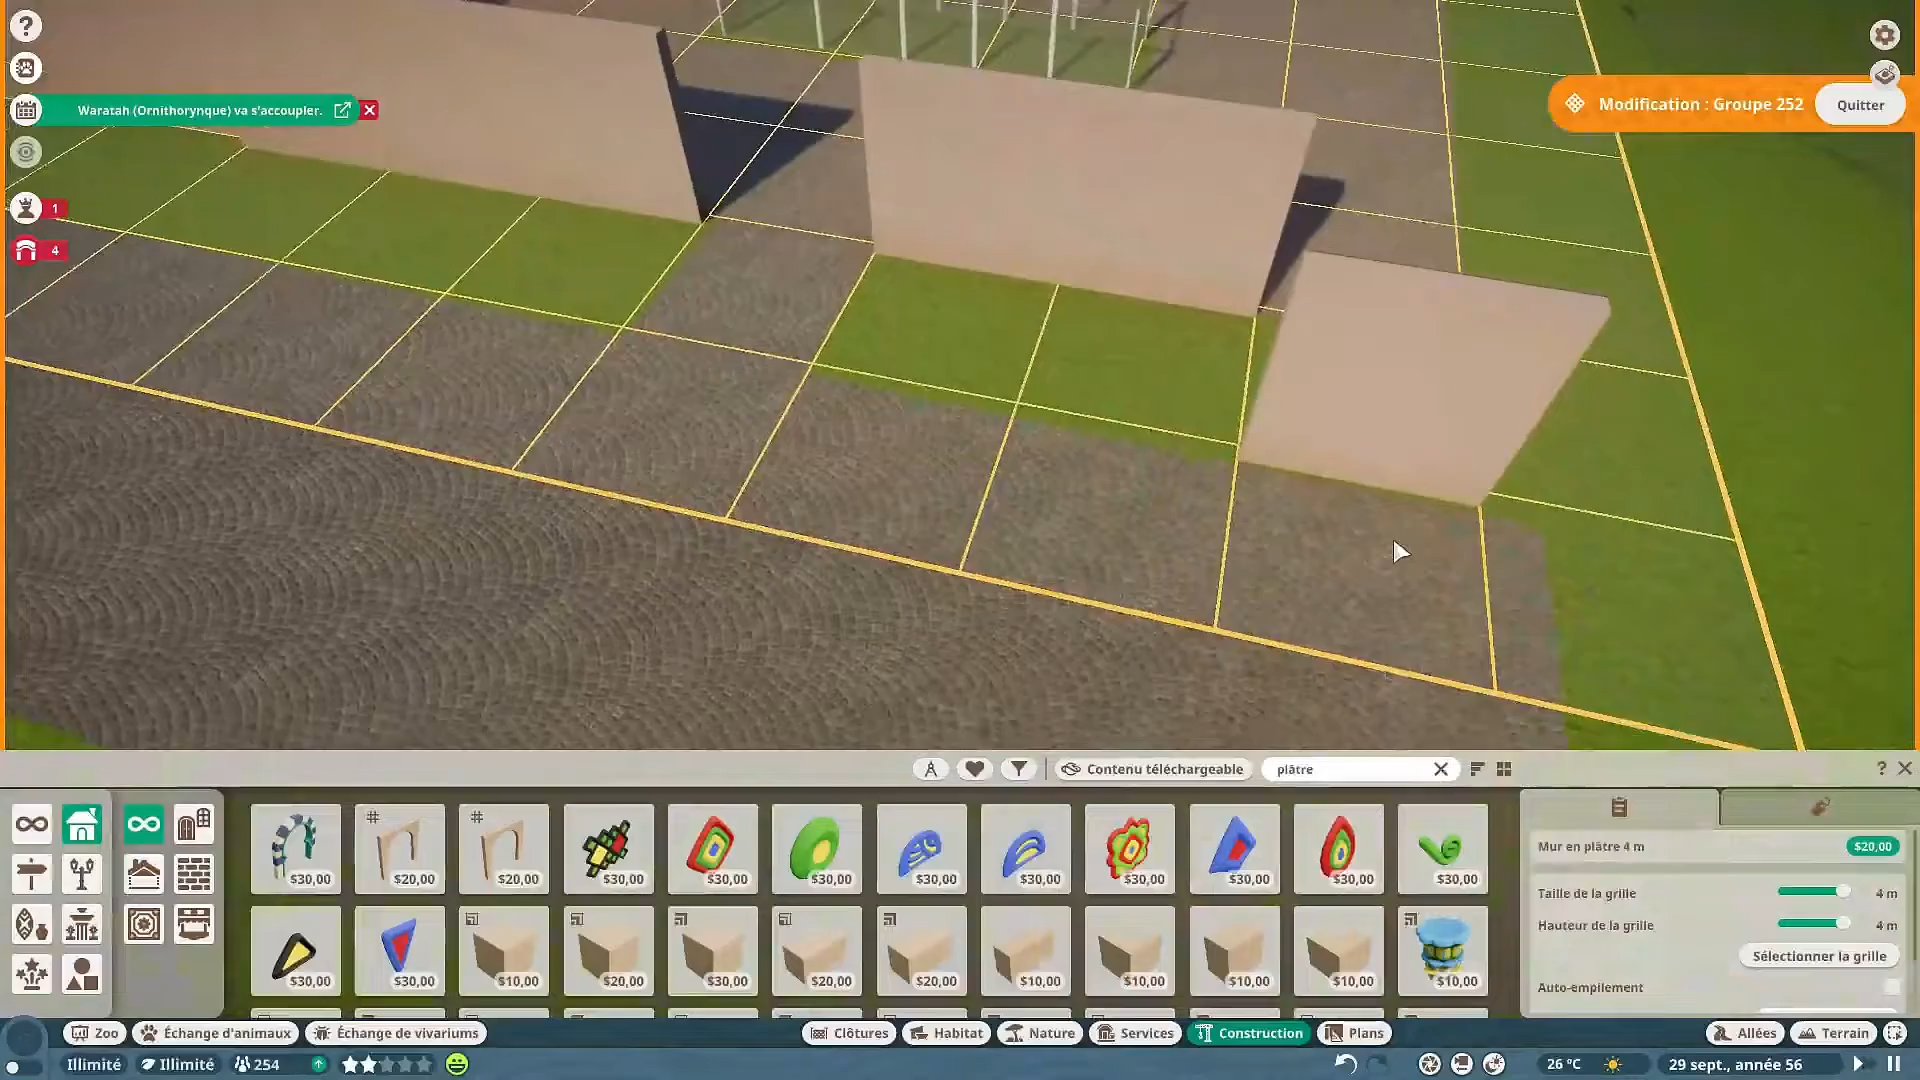 ?
Waratah (Ornithorynque) va s'accoupler.
1
4
Modification : Groupe 252
Quitter
Contenu téléchargeable
plâtre
?
$30,00
$20,00
$20,00
$30,00
$30,00
$30,00
$30,00
$30,00
$30,00
$30,00
$30,00
$30,00
$30,00
$30,00
$10,00
$20,00
$30,00
$20,00
$20,00
$10,00
$10,00
$10,00
$10,00
$10,00
Mur en plâtre 4 m
$20,00
Taille de la grille
4 m
Hauteur de la grille
4 m
Sélectionner la grille
Auto-empilement
Zoo
Échange d'animaux
Échange de vivariums
Clôtures
Habitat
Nature
Services
Construction
Plans
Allées
Terrain
Illimité
Illimité
254
26 °C
29 sept., année 56